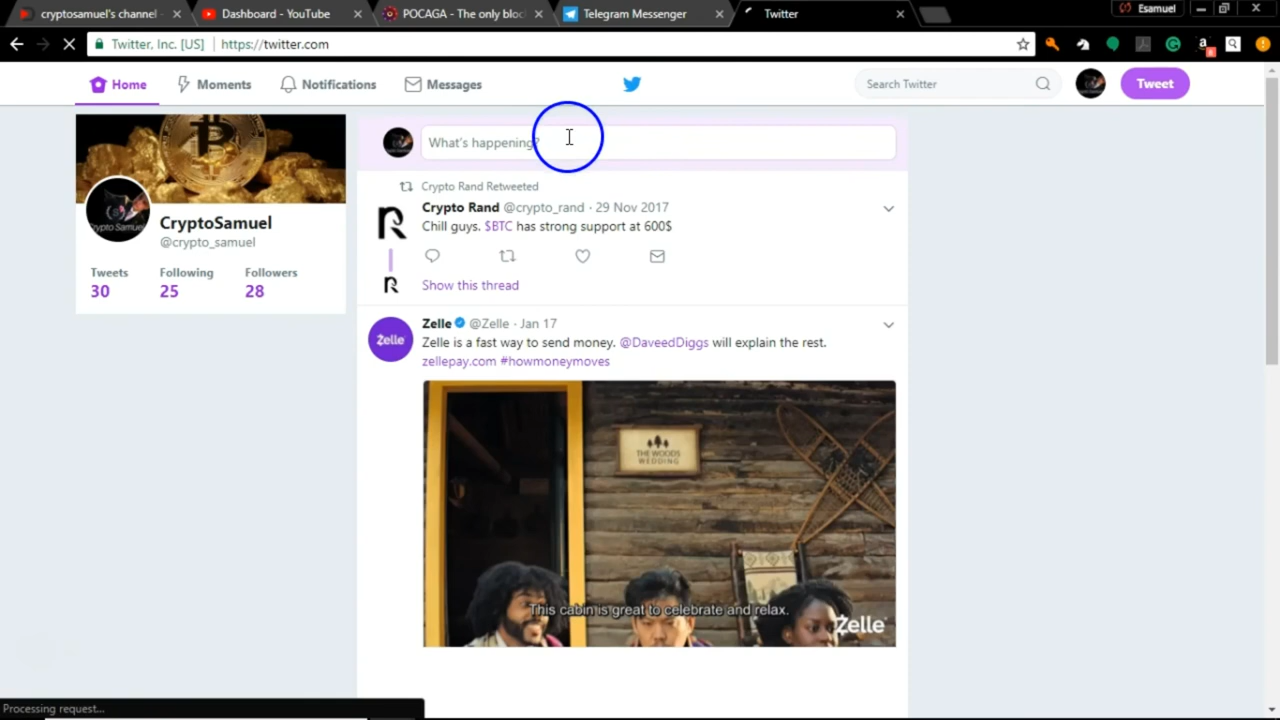 cryptosamuel's channel -
Dashboard - YouTube
POCAGA - The only bloc
Telegram Messenger
Twitter
Esamuel
Twitter, Inc. [US]
https://twitter.com
Home
Moments
Notifications
Messages
Search Twitter
Tweet
What's happening?
CryptoSamuel
@crypto_samuel
Tweets Following Followers
30 25 28
Crypto Rand Retweeted
Crypto Rand @crypto_rand · 29 Nov 2017
Chill guys. $BTC has strong support at 600$
Show this thread
Zelle @Zelle · Jan 17
Zelle is a fast way to send money. @DaveedDiggs will explain the rest.
zellepay.com #howmoneymoves
Zelle
THE WOODS
WEDDING
This cabin is great to celebrate and relax.
Zelle
Crypto Samuel
Processing request...